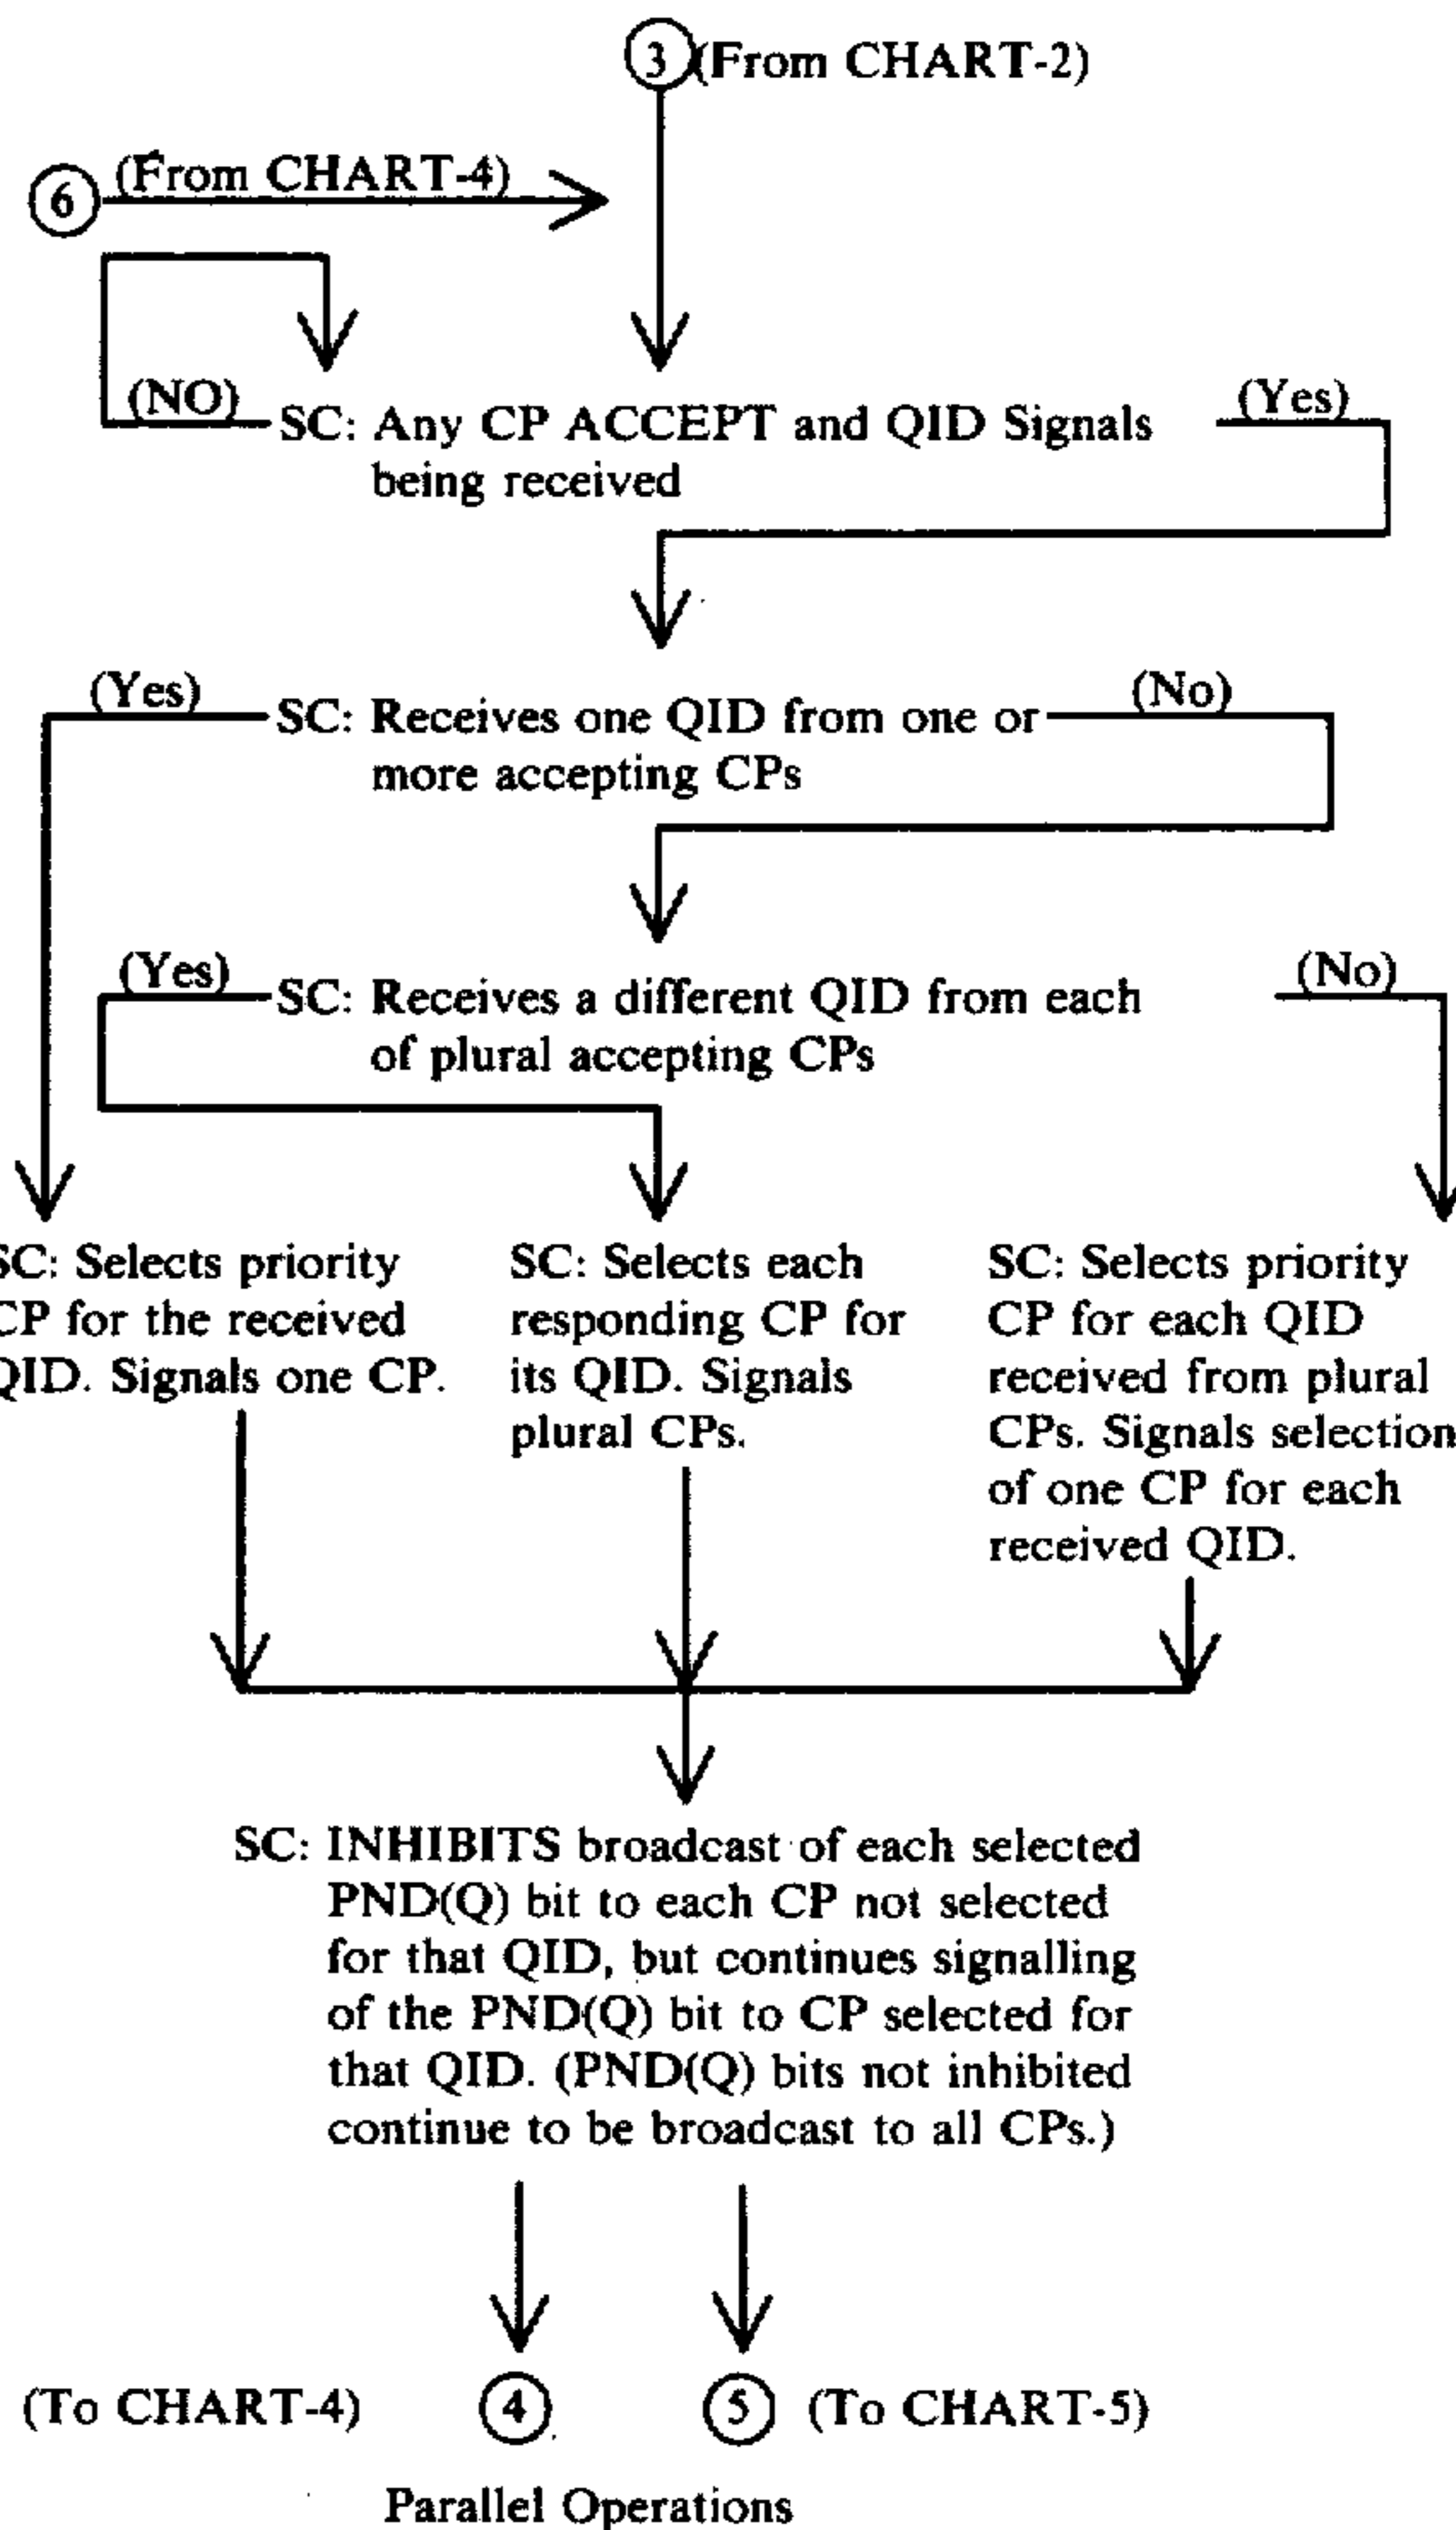 3 (From CHART-2)
6 (From CHART-4)
(NO) SC: Any CP ACCEPT and QID Signals (Yes)
being received
(Yes) SC: Receives one QID from one or (No)
more accepting CPs
(Yes) SC: Receives a different QID from each (No)
of plural accepting CPs
SC: Selects priority
CP for the received
QID. Signals one CP.
SC: Selects each
responding CP for
its QID. Signals
plural CPs.
SC: Selects priority
CP for each QID
received from plural
CPs. Signals selection
of one CP for each
received QID.
SC: INHIBITS broadcast of each selected
PND(Q) bit to each CP not selected
for that QID, but continues signalling
of the PND(Q) bit to CP selected for
that QID. (PND(Q) bits not inhibited
continue to be broadcast to all CPs.)
(To CHART-4) 4 5 (To CHART-5)
Parallel Operations